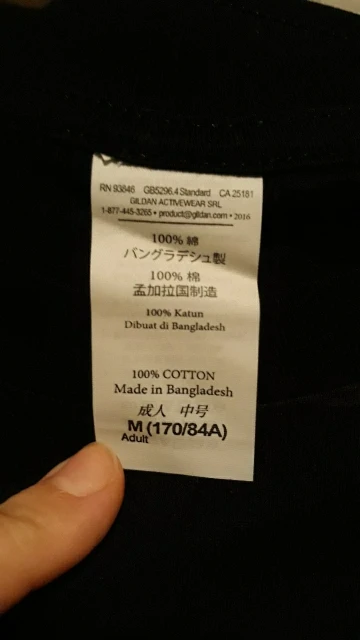 RN 93846 GB5296.4 Standard CA 25181
GILDAN ACTIVEWEAR SRL
1-877-445-3265 • product@gildan.com • 2016
100% 綿
バングラデシュ製
100% 棉
孟加拉国制造
100% Katun
Dibuat di Bangladesh
100% COTTON
Made in Bangladesh
成人 中号
M (170/84A)
Adult